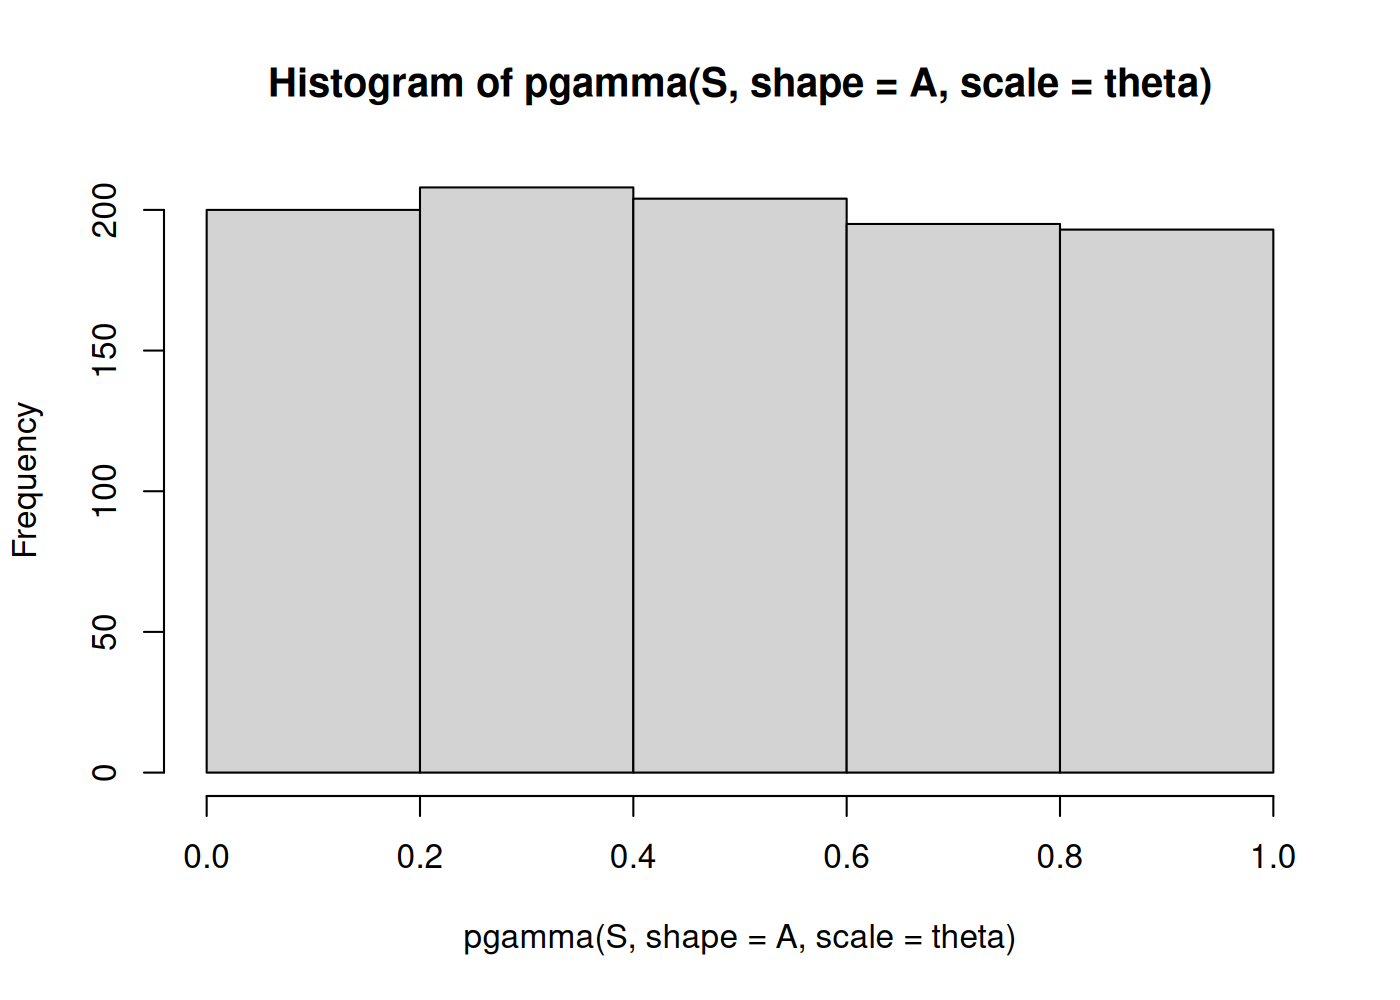 Histogram of pgamma(S, shape = A, scale = theta)
Frequency
200
150
100
50
0
0.0 0.2 0.4 0.6 0.8 1.0
pgamma(S, shape = A, scale = theta)